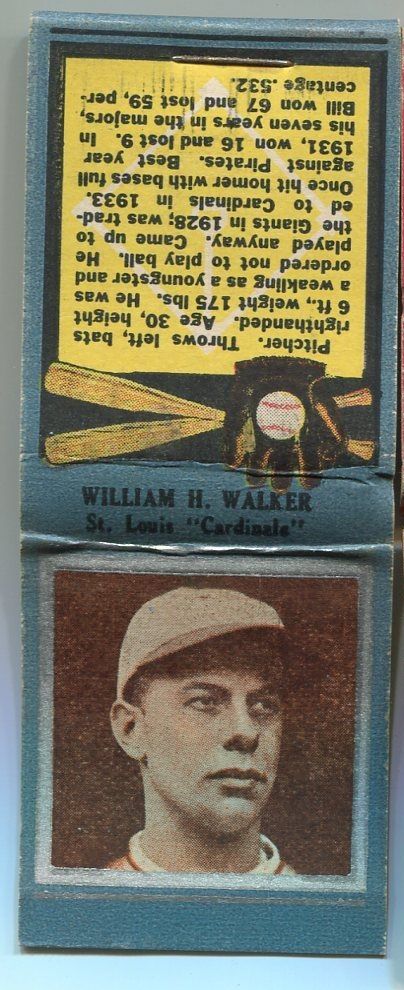 Pitcher. Throws left, bats
righthanded. Age 30, height
6 ft., weight 175 lbs. He was
a weakling as a youngster and
ordered not to play ball. He
played anyway. Came up to
the Giants in 1928; was trad-
ed to Cardinals in 1933.
Once hit homer with bases full
against Pirates. Best year
1931, won 16 and lost 9. In
his seven years in the majors,
Bill won 67 and lost 59, per-
centage .532.
WILLIAM H. WALKER
St. Louis "Cardinals"